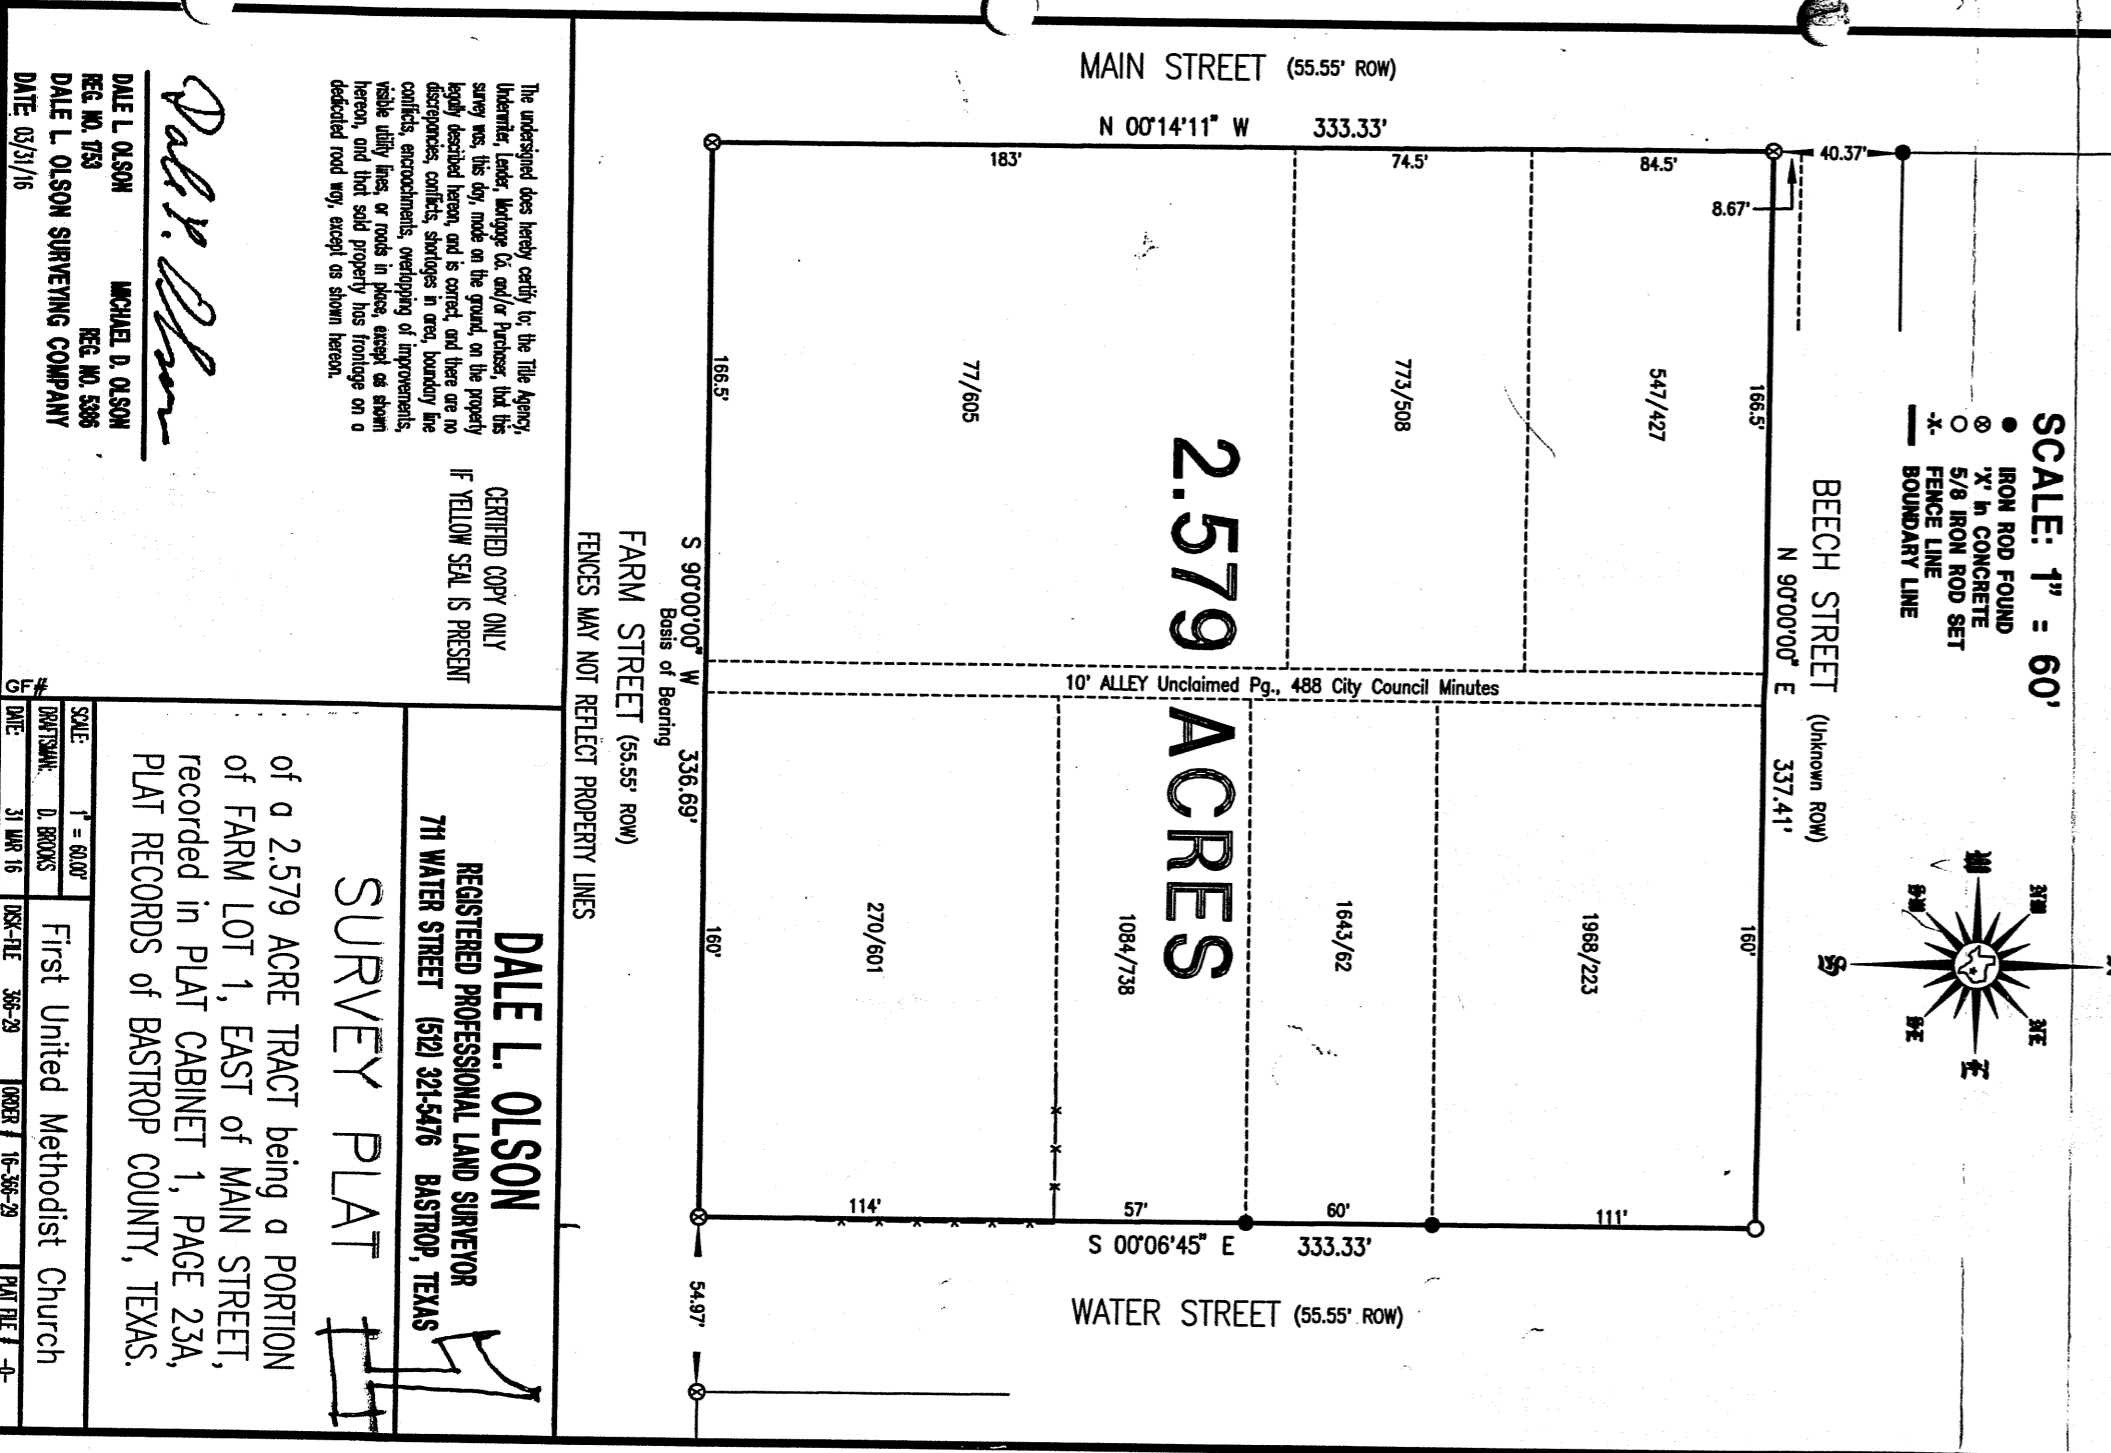 SCALE: 1" = 60'
IRON ROD FOUND
'X' in CONCRETE
5/8 IRON ROD SET
-X- FENCE LINE
BOUNDARY LINE
NW
NE
W
E
SW
SE
S
BEECH STREET (Unknown ROW)
N 90°00'00" E 337.41'
166.5'
160'
40.37'
8.67'
MAIN STREET (55.55' ROW)
N 00°14'11" W 333.33'
84.5'
74.5'
183'
547/427
773/508
77/605
2.579 ACRES
10' ALLEY Unclaimed Pg., 488 City Council Minutes
1968/223
1643/62
1084/738
270/601
111'
60'
57'
114'
S 00°06'45" E 333.33'
WATER STREET (55.55' ROW)
54.97'
166.5'
160'
S 90°00'00" W 336.69'
Basis of Bearing
FARM STREET (55.55' ROW)
FENCES MAY NOT REFLECT PROPERTY LINES
The undersigned does hereby certify to; the Title Agency,
Underwriter, Lender, Mortgage Co. and/or Purchaser, that this
survey was, this day, made on the ground, on the property
legally described hereon, and is correct, and there are no
discrepancies, conflicts, shortages in area, boundary line
conflicts, encroachments, overlapping of improvements,
visible utility lines, or roads in place, except as shown
hereon, and that said property has frontage on a
dedicated road way, except as shown hereon.
CERTIFIED COPY ONLY
IF YELLOW SEAL IS PRESENT
Dale L. Olson
DALE L. OLSON MICHAEL D. OLSON
REG. NO. 1753 REG. NO. 5386
DALE L. OLSON SURVEYING COMPANY
DATE: 03/31/16
GF#
DALE L. OLSON
REGISTERED PROFESSIONAL LAND SURVEYOR
711 WATER STREET (512) 321-5476 BASTROP, TEXAS
SURVEY PLAT
of a 2.579 ACRE TRACT being a PORTION
of FARM LOT 1, EAST of MAIN STREET,
recorded in PLAT CABINET 1, PAGE 23A,
PLAT RECORDS of BASTROP COUNTY, TEXAS.
SCALE: 1" = 60.00'
DRAFTSMAN: D. BROOKS
DATE: 31 MAR 16
First United Methodist Church
DISK-FILE 366-29 ORDER # 16-366-29 PLAT FILE # -0-